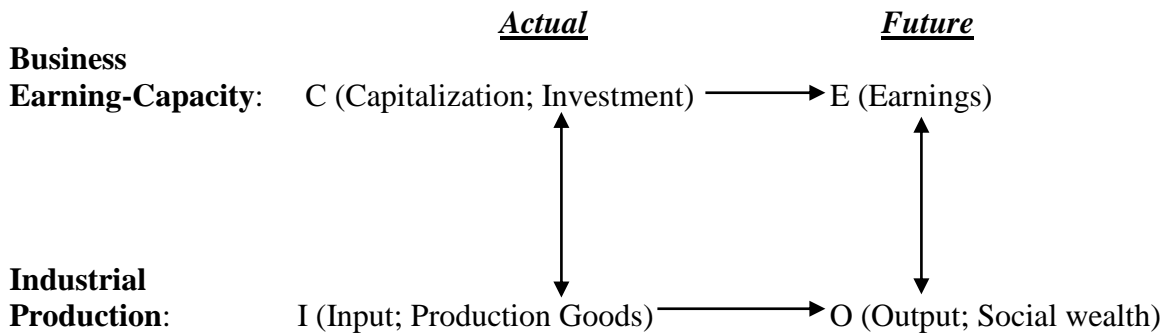 Actual Future
Business
Earning-Capacity: C (Capitalization; Investment) E (Earnings)
Industrial
Production: I (Input; Production Goods) O (Output; Social wealth)